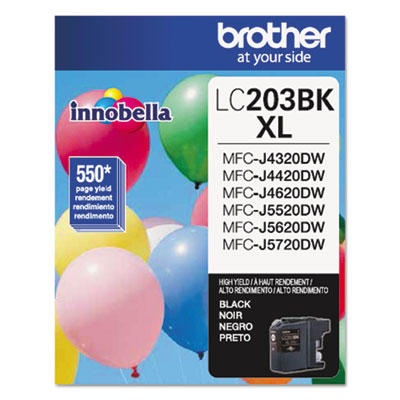 brother
at your side
innobella
LC203BK
XL
550*
page yield
rendement
rendimiento
rendimento
MFC-J4320DW
MFC-J4420DW
MFC-J4620DW
MFC-J5520DW
MFC-J5620DW
MFC-J5720DW
HIGH YIELD / À HAUT RENDEMENT /
ALTO RENDIMIENTO / ALTO RENDIMENTO
BLACK
NOIR
NEGRO
PRETO